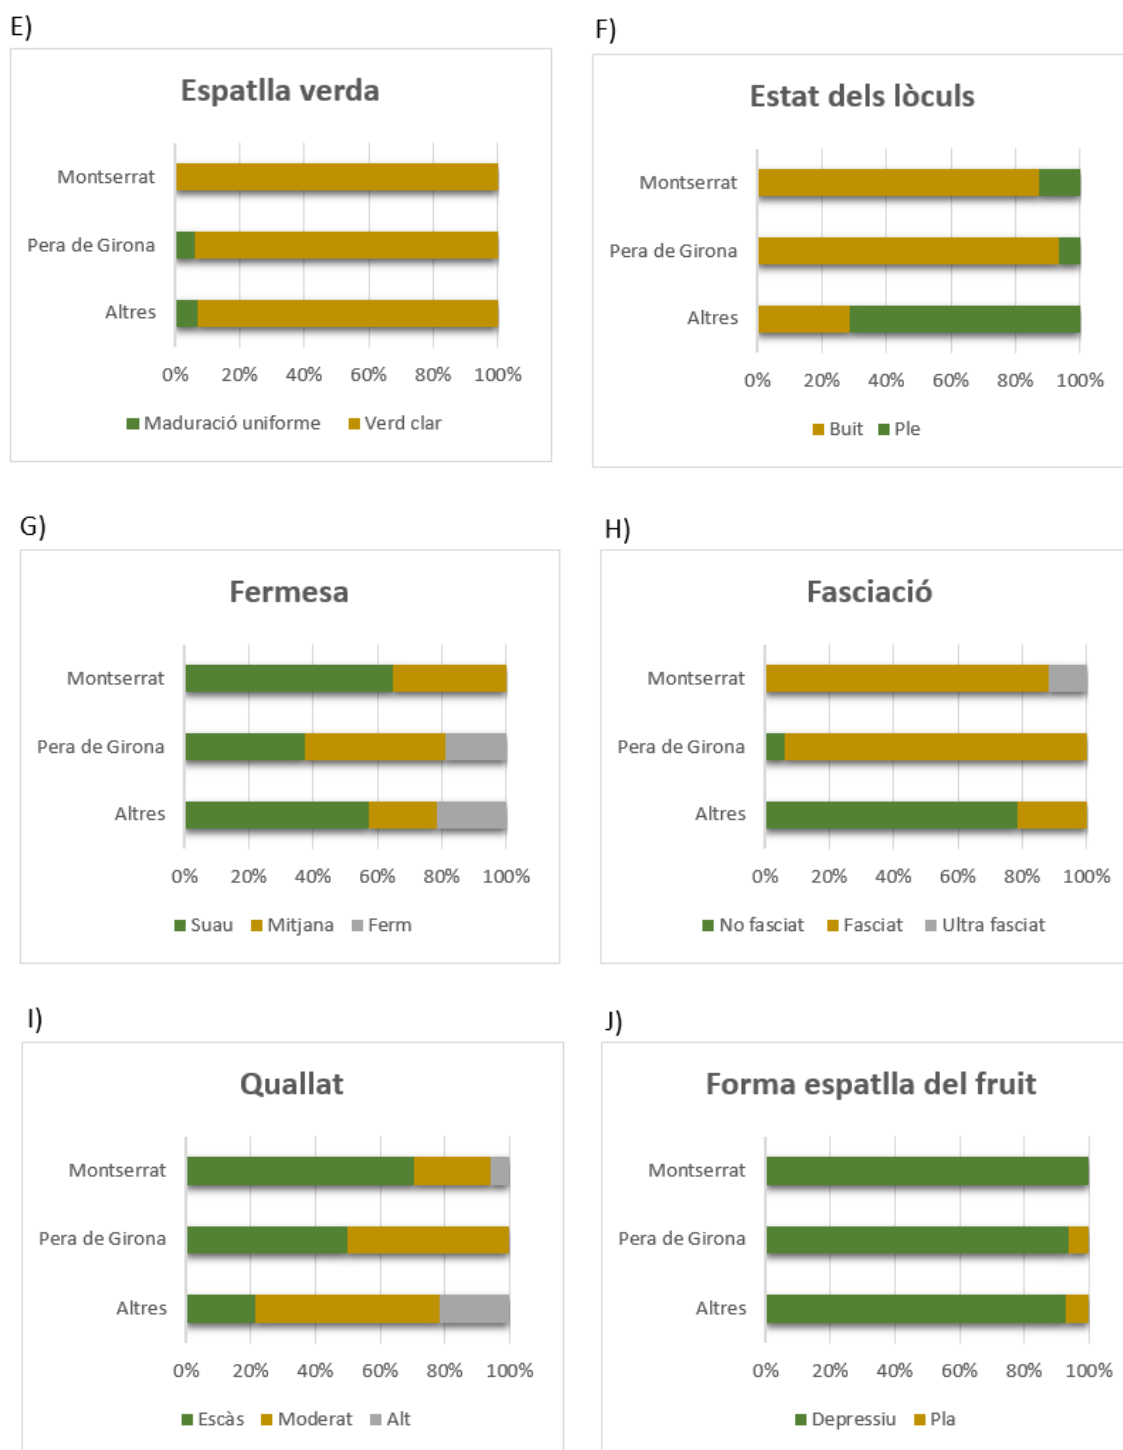 E)
Espatlla verda
Montserrat
Pera de Girona
Altres
0% 20% 40% 60% 80% 100%
Maduració uniforme Verd clar
F)
Estat dels lòculs
Montserrat
Pera de Girona
Altres
0% 20% 40% 60% 80% 100%
Buit Ple
G)
Fermesa
Montserrat
Pera de Girona
Altres
0% 20% 40% 60% 80% 100%
Suau Mitjana Ferm
H)
Fasciació
Montserrat
Pera de Girona
Altres
0% 20% 40% 60% 80% 100%
No fasciat Fasciat Ultra fasciat
I)
Quallat
Montserrat
Pera de Girona
Altres
0% 20% 40% 60% 80% 100%
Escàs Moderat Alt
J)
Forma espatlla del fruit
Montserrat
Pera de Girona
Altres
0% 20% 40% 60% 80% 100%
Depressiu Pla